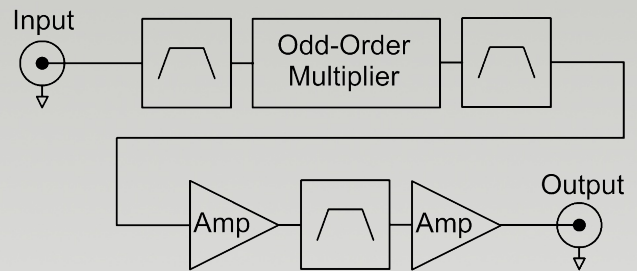 Input
Odd-Order
Multiplier
Amp
Amp
Output